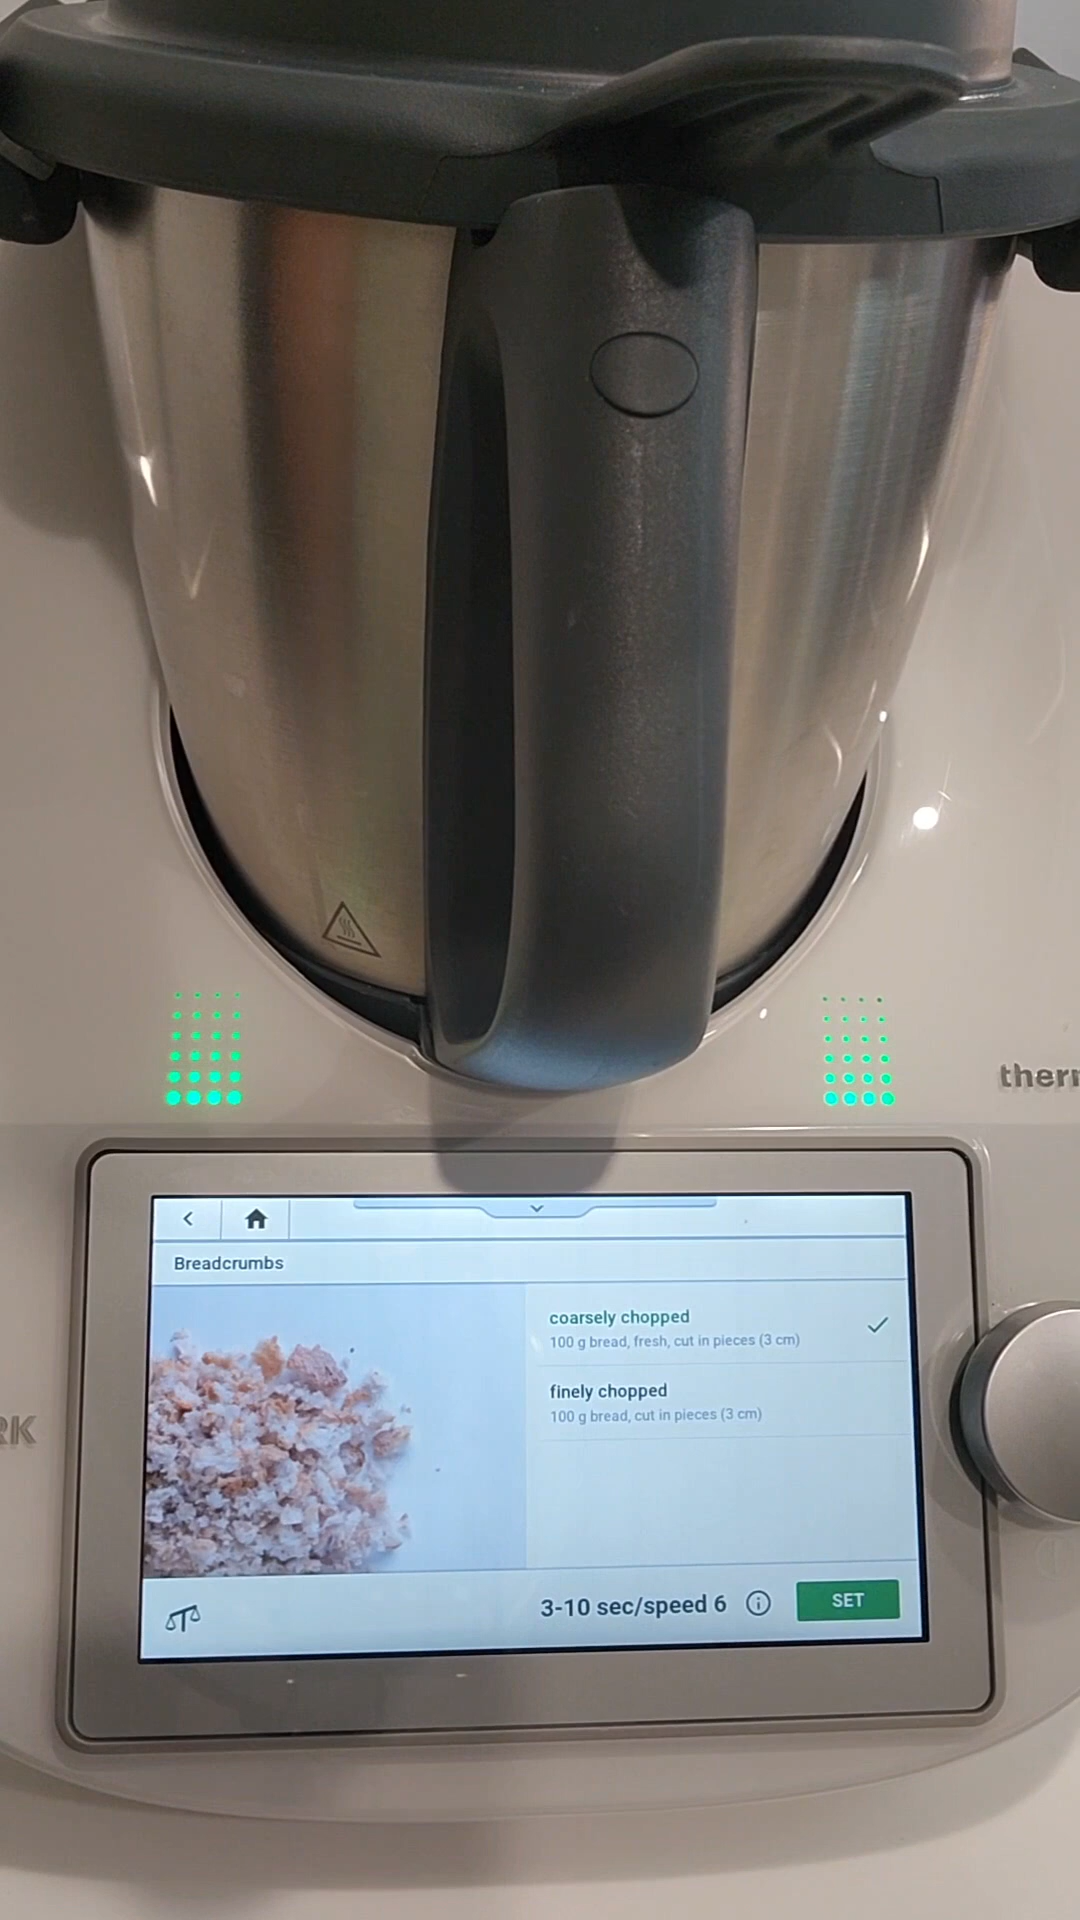 therm
Breadcrumbs
coarsely chopped
100 g bread, fresh, cut in pieces (3 cm)
finely chopped
100 g bread, cut in pieces (3 cm)
RK
3-10 sec/speed 6
SET